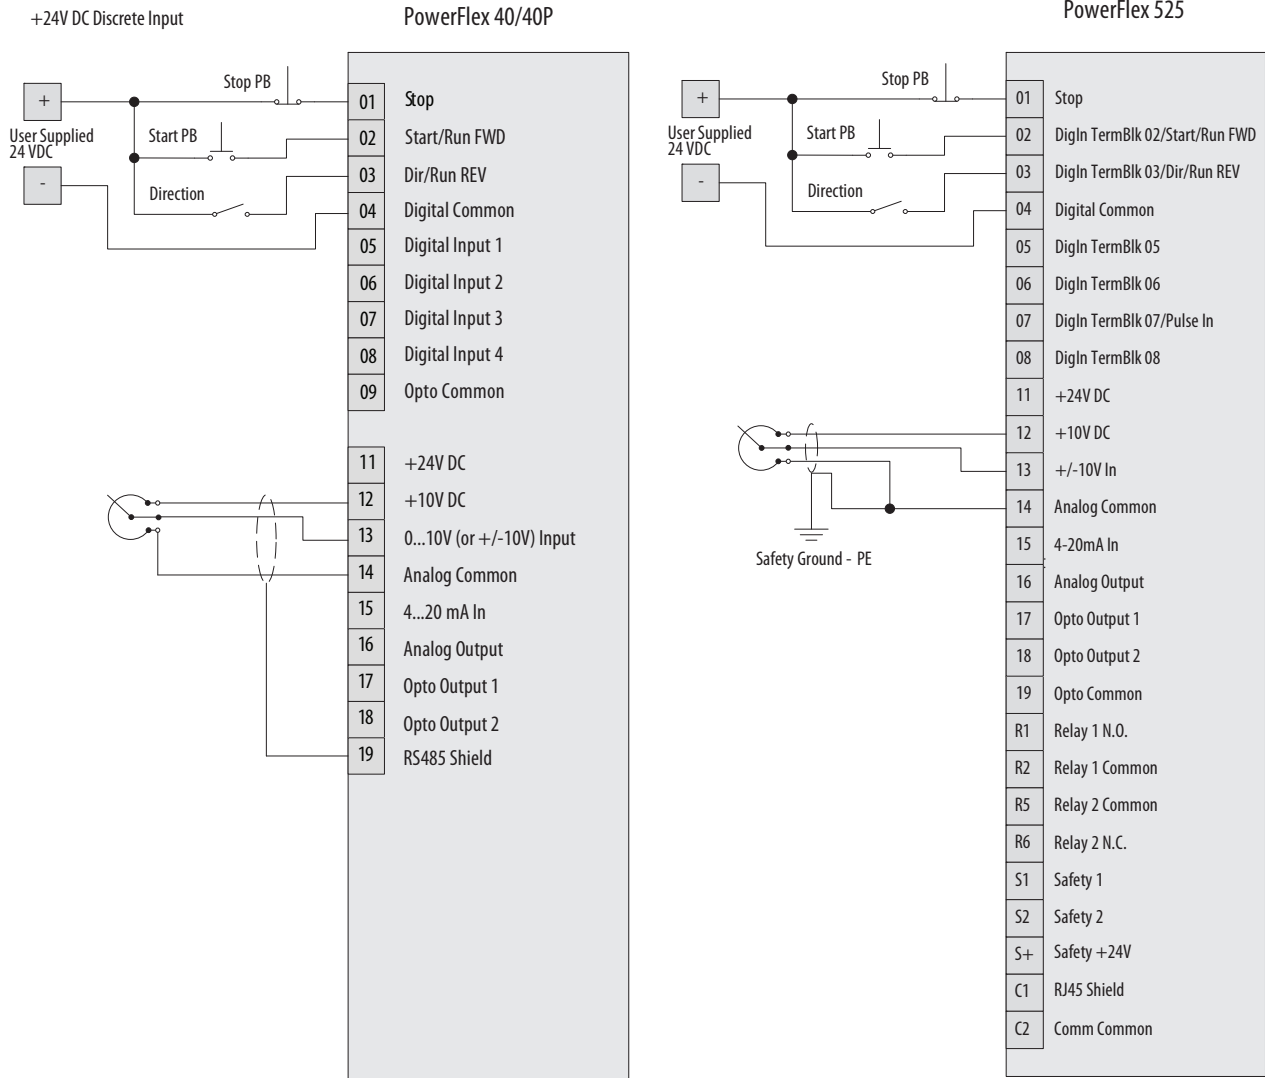 +24V DC Discrete Input
PowerFlex 40/40P
Stop PB
+
User Supplied
24 VDC
Start PB
-
Direction
01 Stop
02 Start/Run FWD
03 Dir/Run REV
04 Digital Common
05 Digital Input 1
06 Digital Input 2
07 Digital Input 3
08 Digital Input 4
09 Opto Common
11 +24V DC
12 +10V DC
13 0...10V (or +/-10V) Input
14 Analog Common
15 4...20 mA In
16 Analog Output
17 Opto Output 1
18 Opto Output 2
19 RS485 Shield
PowerFlex 525
Stop PB
+
User Supplied
24 VDC
Start PB
-
Direction
Safety Ground - PE
01 Stop
02 DigIn TermBlk 02/Start/Run FWD
03 DigIn TermBlk 03/Dir/Run REV
04 Digital Common
05 DigIn TermBlk 05
06 DigIn TermBlk 06
07 DigIn TermBlk 07/Pulse In
08 DigIn TermBlk 08
11 +24V DC
12 +10V DC
13 +/-10V In
14 Analog Common
15 4-20mA In
16 Analog Output
17 Opto Output 1
18 Opto Output 2
19 Opto Common
R1 Relay 1 N.O.
R2 Relay 1 Common
R5 Relay 2 Common
R6 Relay 2 N.C.
S1 Safety 1
S2 Safety 2
S+ Safety +24V
C1 RJ45 Shield
C2 Comm Common